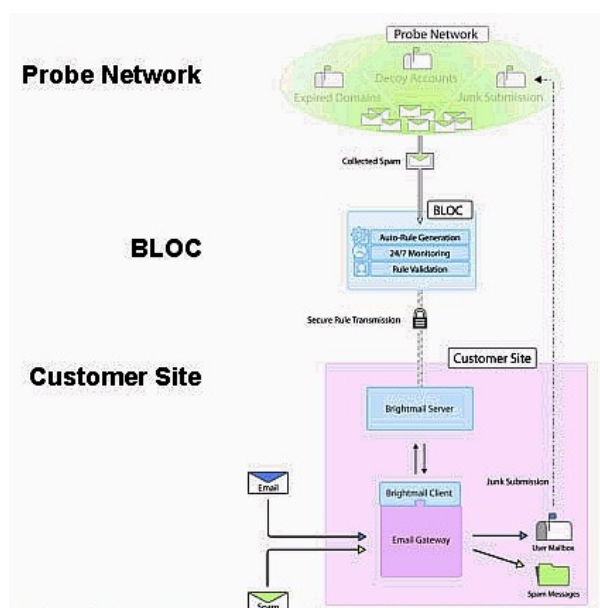 Probe Network
Probe Network
Decoy Accounts
Expired Domains
Junk Submission
Collected Spam
BLOC
BLOC
Auto-Rule Generation
24/7 Monitoring
Rule Validation
Secure Rule Transmission
Customer Site
Customer Site
Brightmail Server
Junk Submission
Email
Brightmail Client
Email Gateway
User Mailbox
Spam Messages
Spam